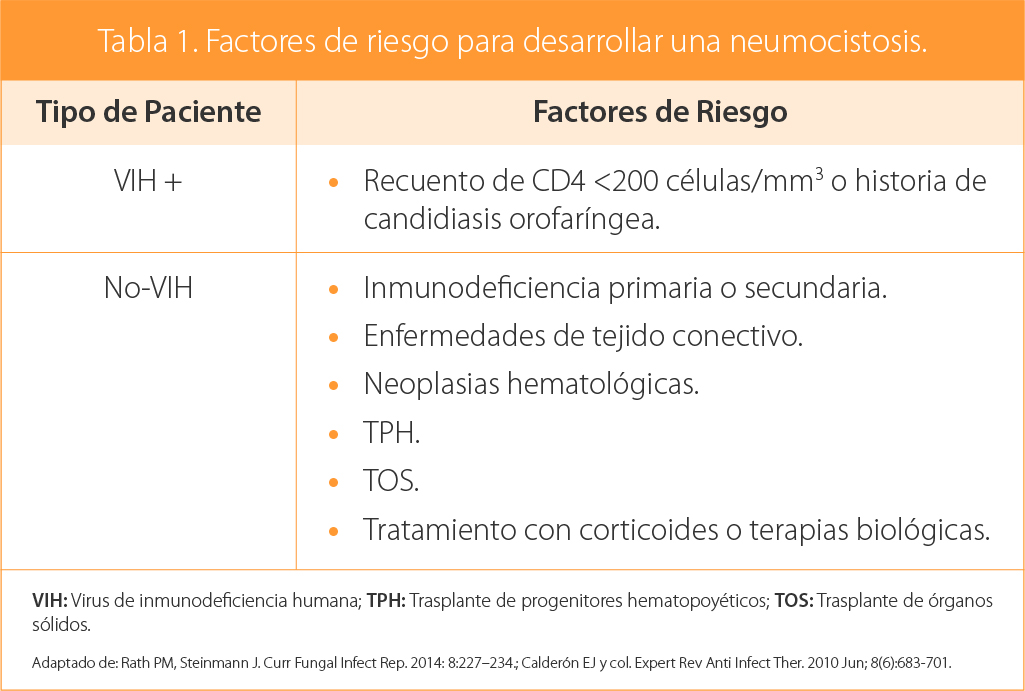 Tabla 1. Factores de riesgo para desarrollar una neumocistosis.
Tipo de Paciente
Factores de Riesgo
VIH +
• Recuento de CD4 <200 células/mm³ o historia de
candidiasis orofaríngea.
No-VIH
• Inmunodeficiencia primaria o secundaria.
• Enfermedades de tejido conectivo.
• Neoplasias hematológicas.
• TPH.
• TOS.
• Tratamiento con corticoides o terapias biológicas.
VIH: Virus de inmunodeficiencia humana; TPH: Trasplante de progenitores hematopoyéticos; TOS: Trasplante de órganos
sólidos.
Adaptado de: Rath PM, Steinmann J. Curr Fungal Infect Rep. 2014: 8:227–234.; Calderón EJ y col. Expert Rev Anti Infect Ther. 2010 Jun; 8(6):683-701.